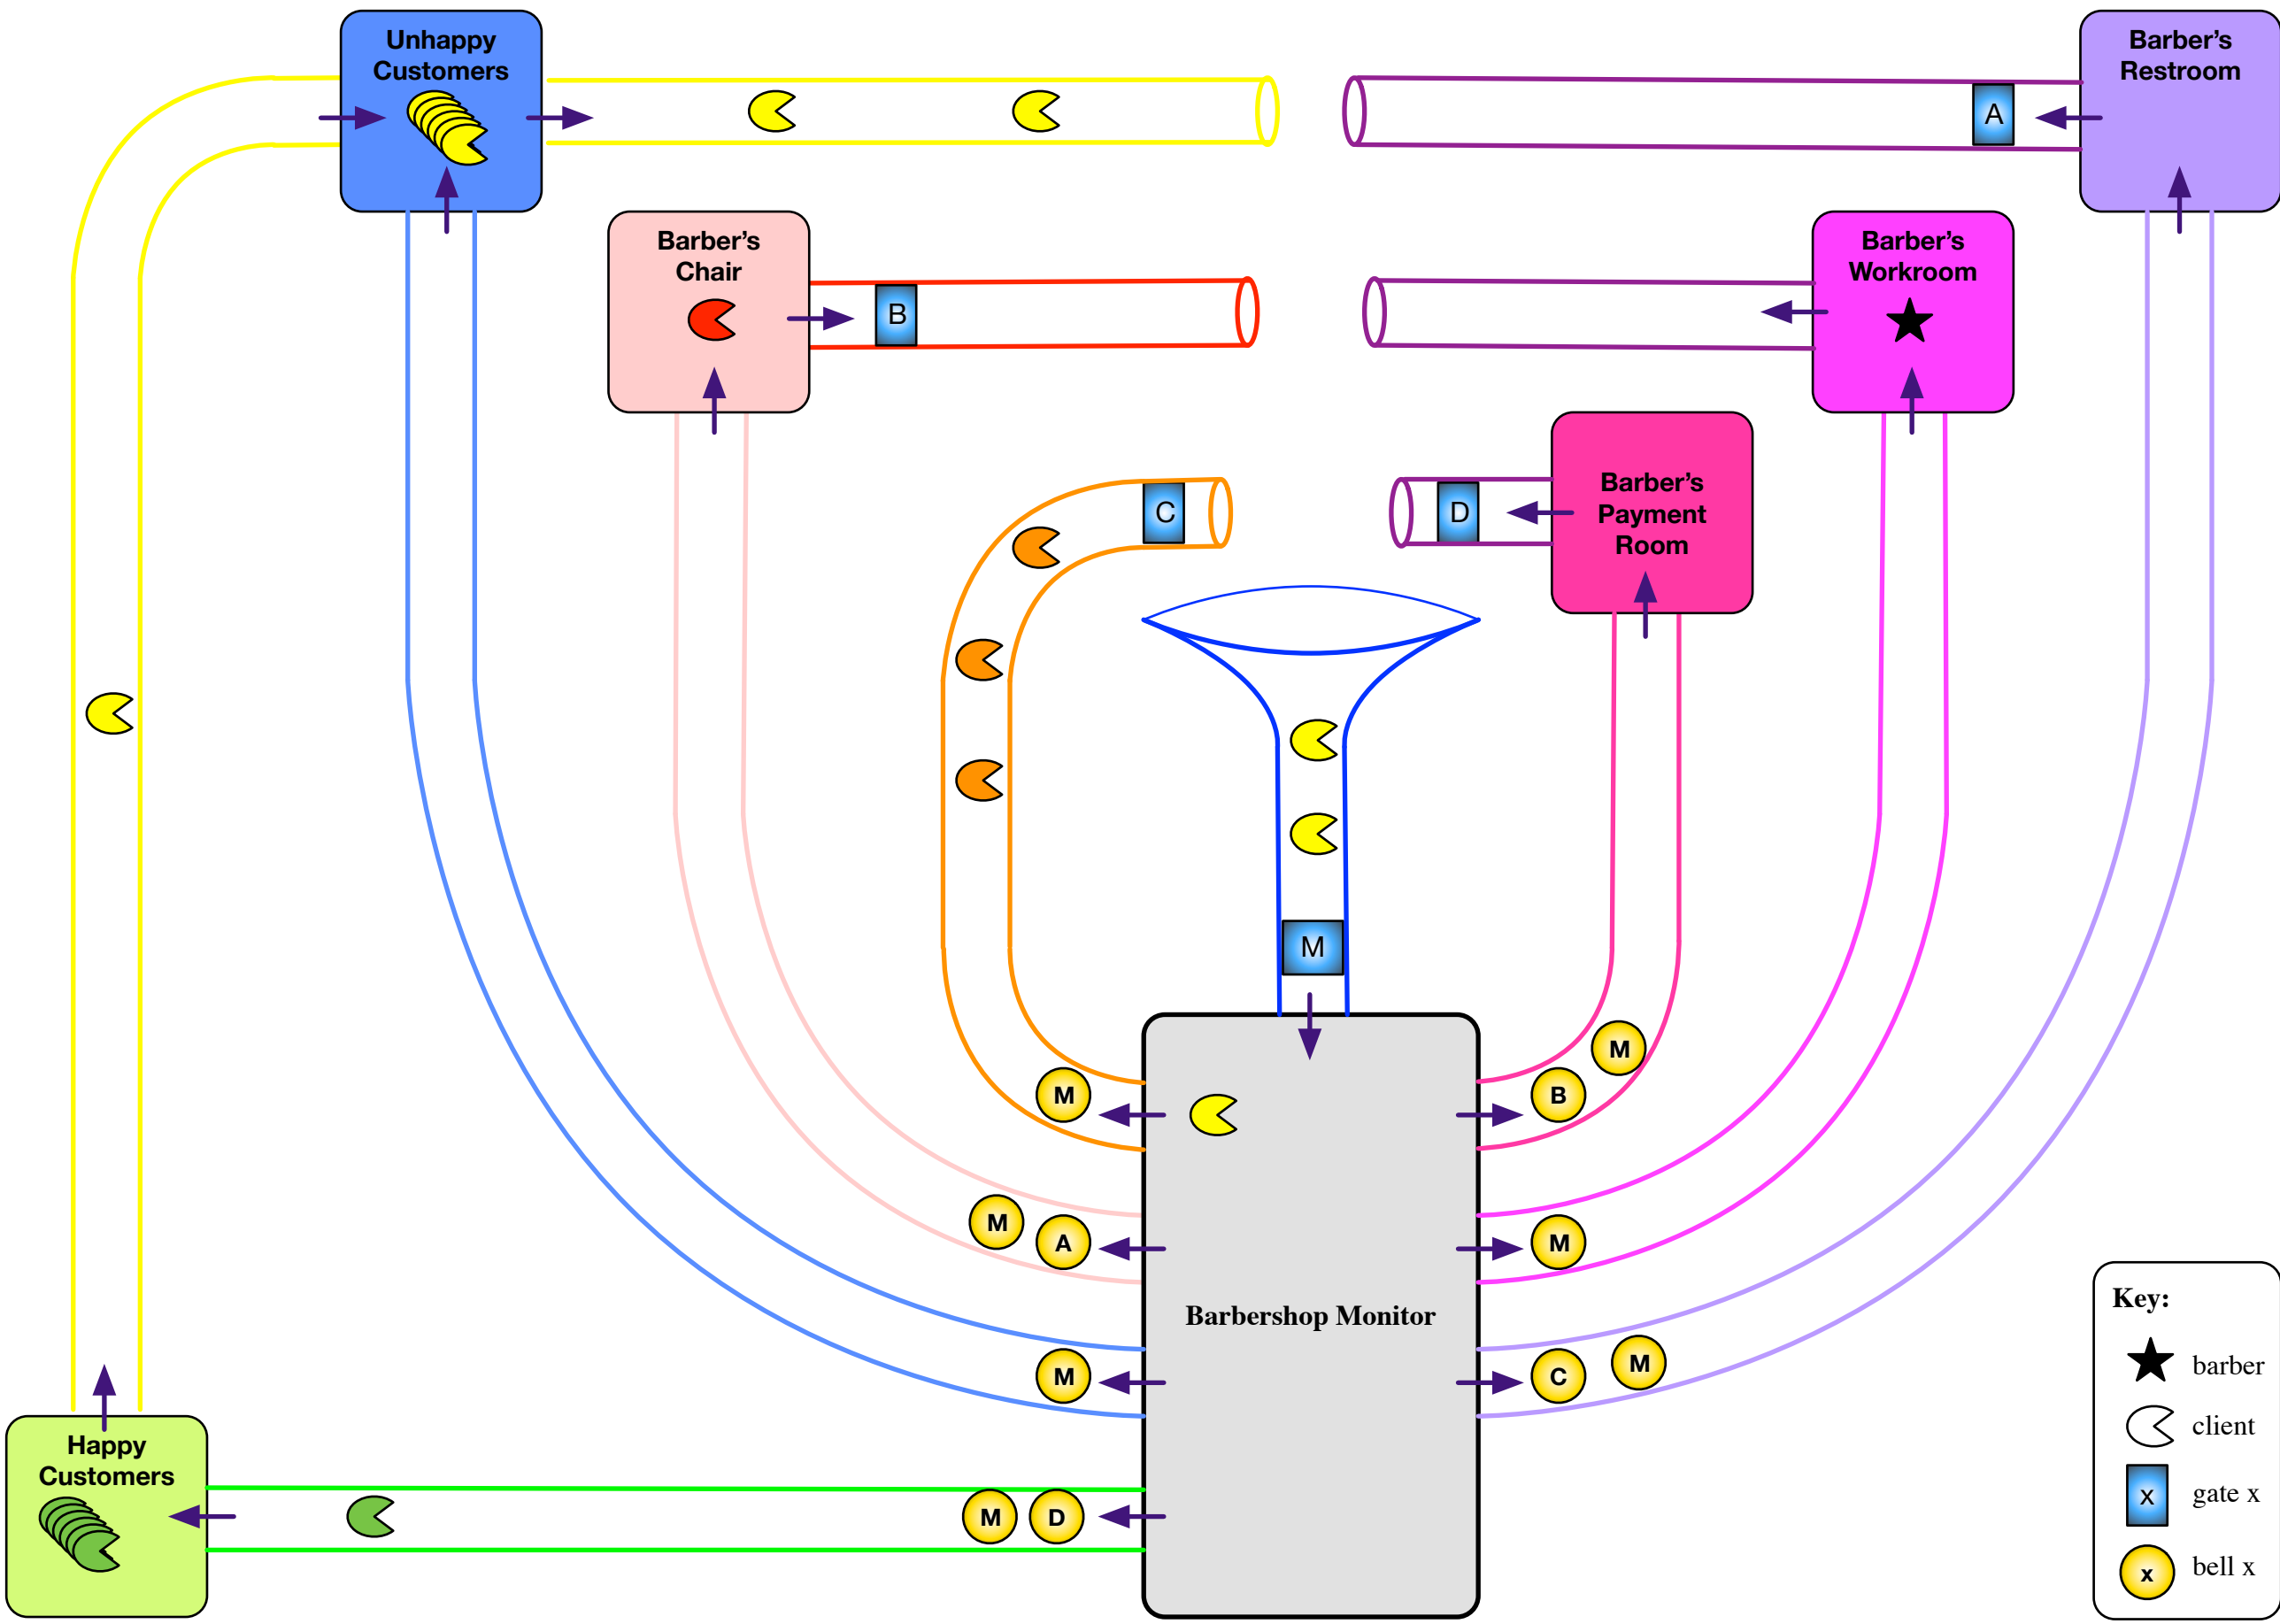 Unhappy
Customers
Barber’s
Restroom
A
Barber’s
Chair
B
Barber’s
Workroom
C
D
Barber’s
Payment
Room
M
M
M
B
M
A
M
Barbershop Monitor
M
C
M
Happy
Customers
M
D
Key:
barber
client
x
gate x
x
bell x